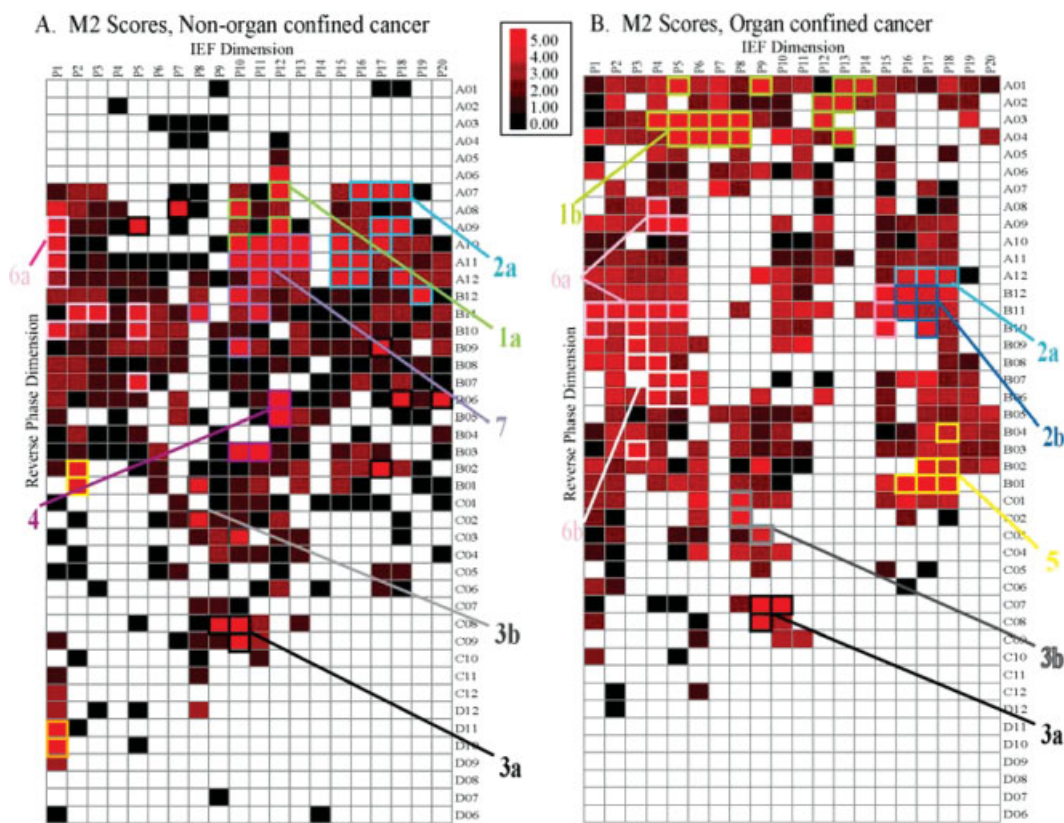 A. M2 Scores, Non-organ confined cancer
IEF Dimension
P1 P2 P3 P4 P5 P6 P7 P8 P9 P10 P11 P12 P13 P14 P15 P16 P17 P18 P19 P20
Reverse Phase Dimension
A01
A02
A03
A04
A05
A06
A07
A08
A09
A10
A11
A12
B12
B11
B10
B09
B08
B07
B06
B05
B04
B03
B02
B01
C01
C02
C03
C04
C05
C06
C07
C08
C09
C10
C11
C12
D12
D11
D10
D09
D08
D07
D06
6a
4
2a
1a
7
3b
3a
5.00
4.00
2.00
1.00
0.00
B. M2 Scores, Organ confined cancer
IEF Dimension
P1 P2 P3 P4 P5 P6 P7 P8 P9 P10 P11 P12 P13 P14 P15 P16 P17 P18 P19 P20
Reverse Phase Dimension
A01
A02
A03
A04
A05
A06
A07
A08
A09
A10
A11
A12
B12
B11
B10
B09
B08
B07
B06
B05
B04
B03
B02
B01
C01
C02
C03
C04
C05
C06
C07
C08
C09
C10
C11
C12
D12
D11
D10
D09
D08
D07
D06
1b
6a
6b
2a
2b
5
3b
3a